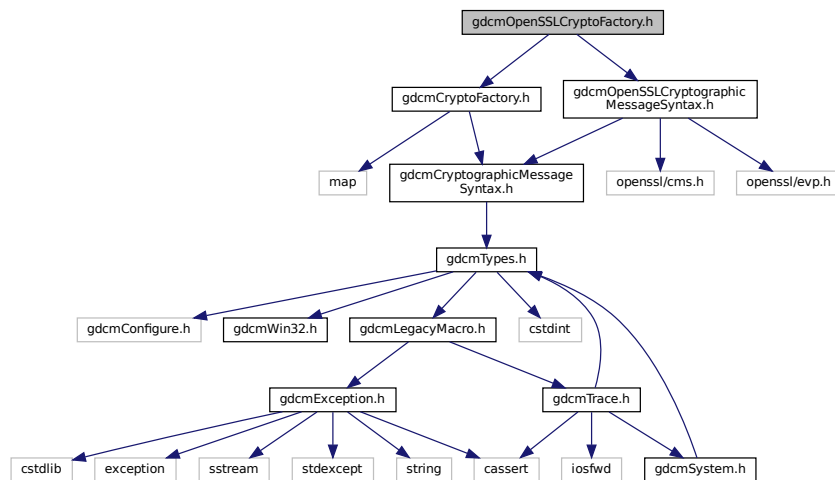 gdcmOpenSSLCryptoFactory.h
gdcmCryptoFactory.h
gdcmOpenSSLCryptographic
MessageSyntax.h
map
gdcmCryptographicMessage
Syntax.h
openssl/cms.h
openssl/evp.h
gdcmTypes.h
gdcmConfigure.h
gdcmWin32.h
gdcmLegacyMacro.h
cstdint
gdcmException.h
gdcmTrace.h
cstdlib
exception
sstream
stdexcept
string
cassert
iosfwd
gdcmSystem.h